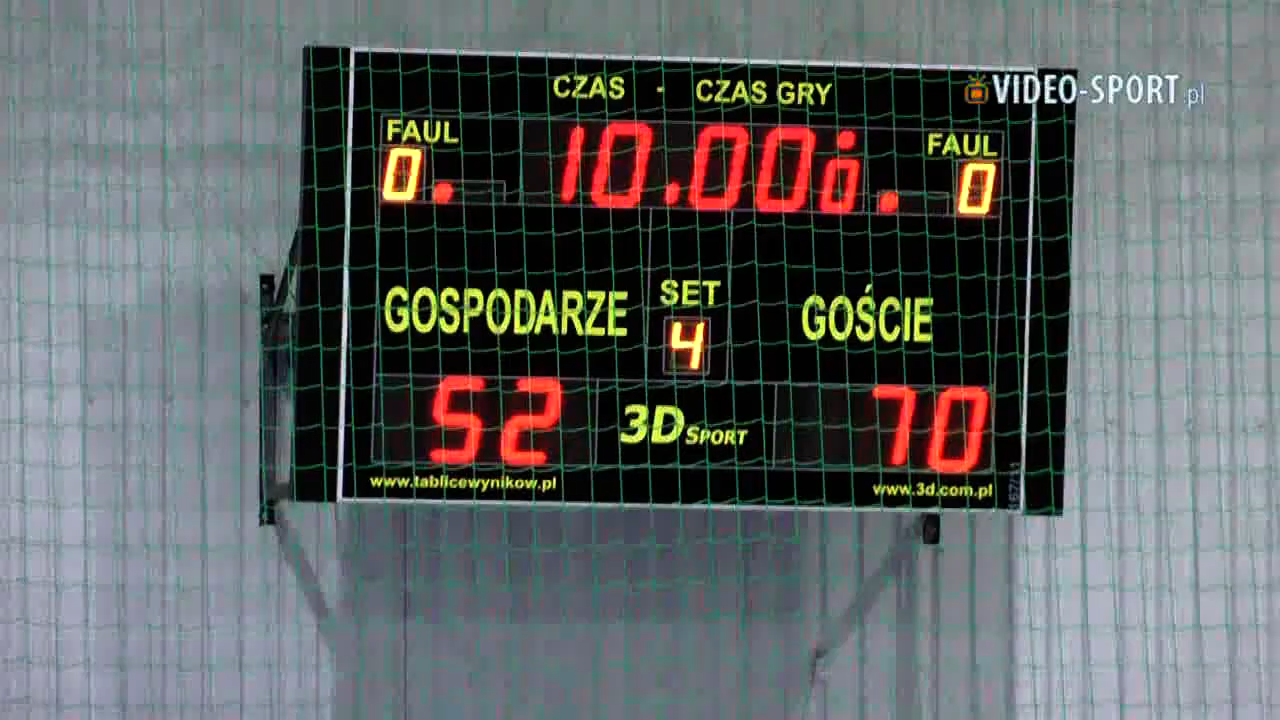 CZAS - CZAS GRY
VIDEO-SPORT.pl
FAUL
FAUL
0.
10.000.
0
GOSPODARZE
SET
GOŚCIE
4
52
3D SPORT
70
www.tablicewynikow.pl
www.3d.com.pl